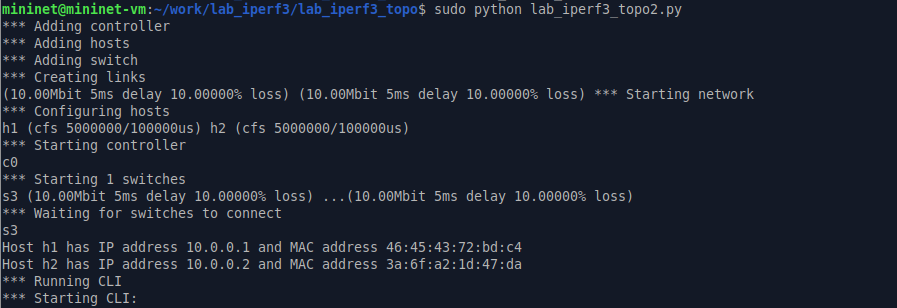 mininet@mininet-vm:~/work/lab_iperf3/lab_iperf3_topo$ sudo python lab_iperf3_topo2.py
*** Adding controller
*** Adding hosts
*** Adding switch
*** Creating links
(10.00Mbit 5ms delay 10.00000% loss) (10.00Mbit 5ms delay 10.00000% loss) *** Starting network
*** Configuring hosts
h1 (cfs 5000000/100000us) h2 (cfs 5000000/100000us)
*** Starting controller
c0
*** Starting 1 switches
s3 (10.00Mbit 5ms delay 10.00000% loss) ...(10.00Mbit 5ms delay 10.00000% loss)
*** Waiting for switches to connect
s3
Host h1 has IP address 10.0.0.1 and MAC address 46:45:43:72:bd:c4
Host h2 has IP address 10.0.0.2 and MAC address 3a:6f:a2:1d:47:da
*** Running CLI
*** Starting CLI: